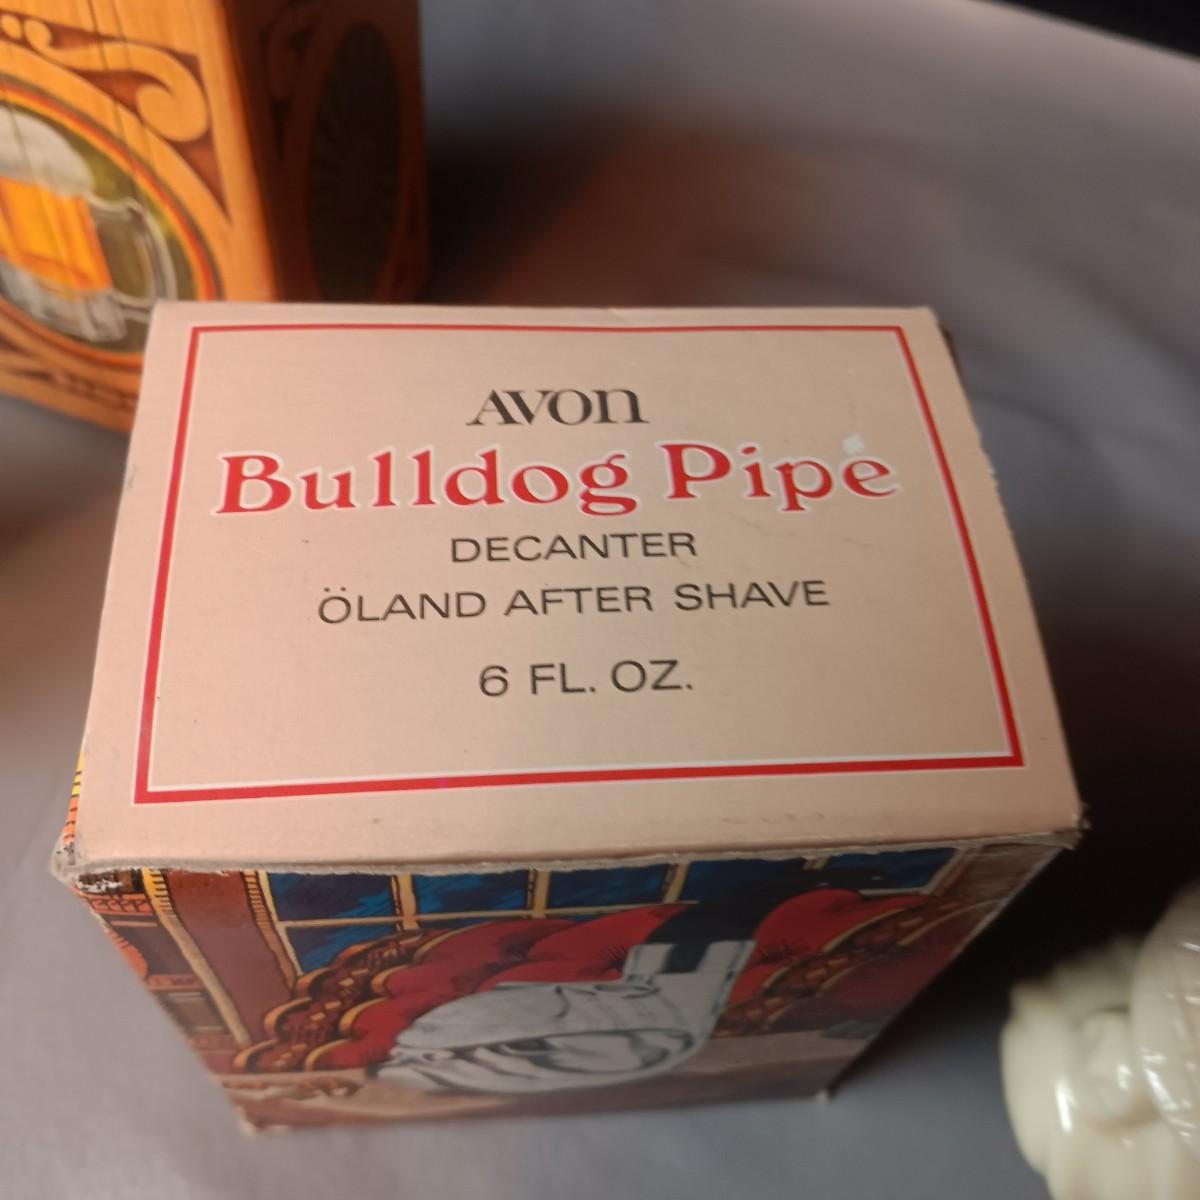 AVON
Bulldog Pipe
DECANTER
ÖLAND AFTER SHAVE
6 FL. OZ.